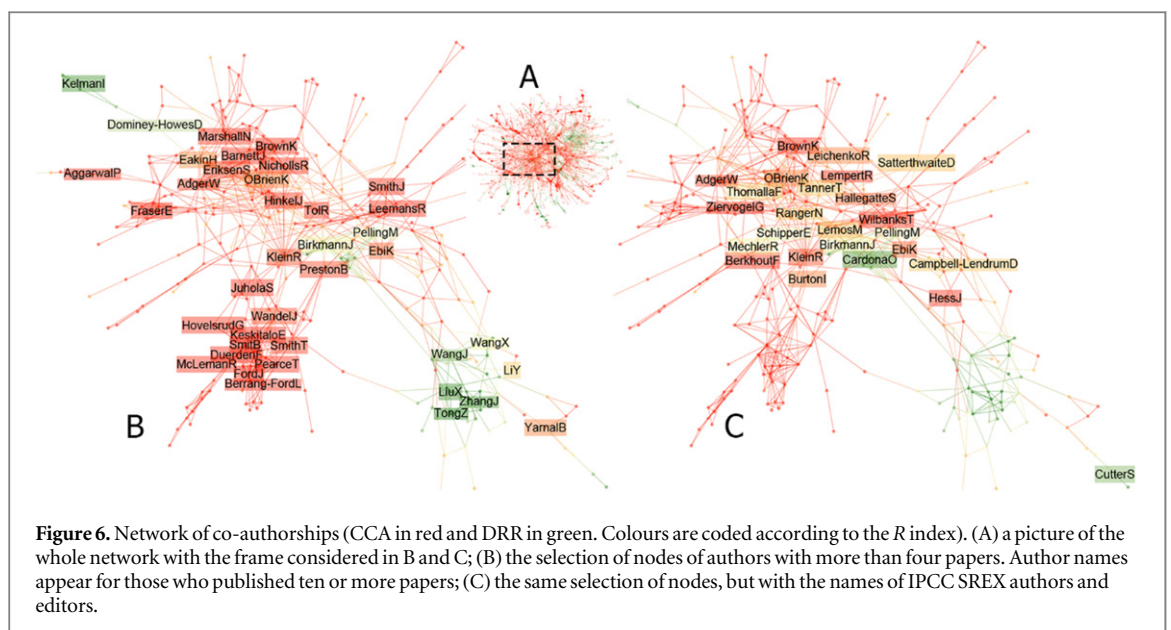 A
KelmanI
Dominey-HowesD
MarshallN
BrownK
BarnettJ
EakinH
NichollsR
EriksenS
OBrienK
AggarwalP
AdgerW
SmithJ
HinkelJ
TolR
LeemansR
FraserE
PellingM
BirkmannJ
EbiK
KleinR
PrestonB
JuholaS
WandelJ
HovelsrudG
KeskitaloE
SmitB
SmithT
DuerdenF
McLemanR
PearceT
FordJ
Berrang-FordL
WangX
WangJ
LiY
LiuX
ZhangJ
TongZ
YarnalB
B
BrownK
LeichenkoR
SatterthwaiteD
LempertR
AdgerW
OBrienK
TannerT
ThomallaF
HallegatteS
ZiervogelG
RangerN
WilbanksT
LemosM
SchipperE
PellingM
BirkmannJ
MechlerR
EbiK
KleinR
BerkhoutF
CardonaO
Campbell-LendrumD
BurtonI
HessJ
C
CutterS
Figure 6. Network of co-authorships (CCA in red and DRR in green. Colours are coded according to the R index). (A) a picture of the
whole network with the frame considered in B and C; (B) the selection of nodes of authors with more than four papers. Author names
appear for those who published ten or more papers; (C) the same selection of nodes, but with the names of IPCC SREX authors and
editors.